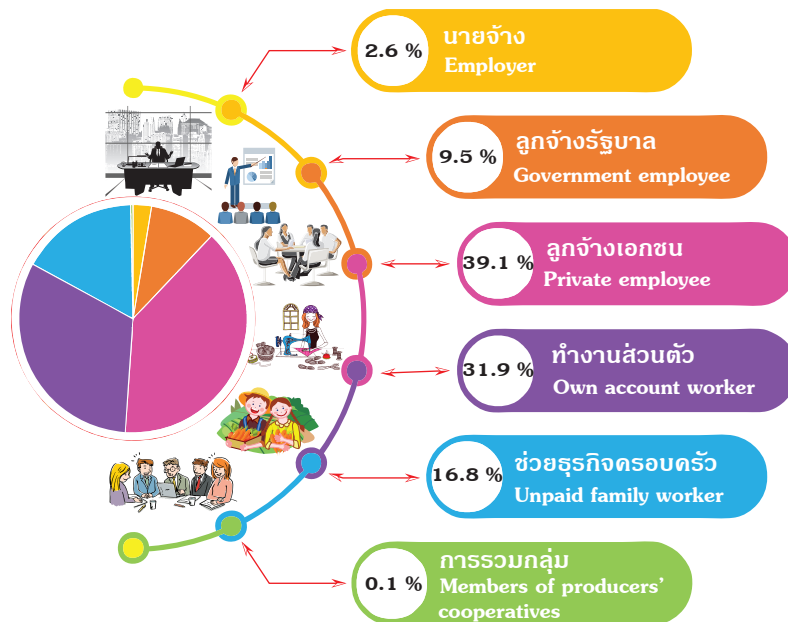 2.6 %
นายจ้าง
Employer
9.5 %
ลูกจ้างรัฐบาล
Government employee
39.1 %
ลูกจ้างเอกชน
Private employee
31.9 %
ทำงานส่วนตัว
Own account worker
16.8 %
ช่วยธุรกิจครอบครัว
Unpaid family worker
0.1 %
การรวมกลุ่ม
Members of producers’
cooperatives